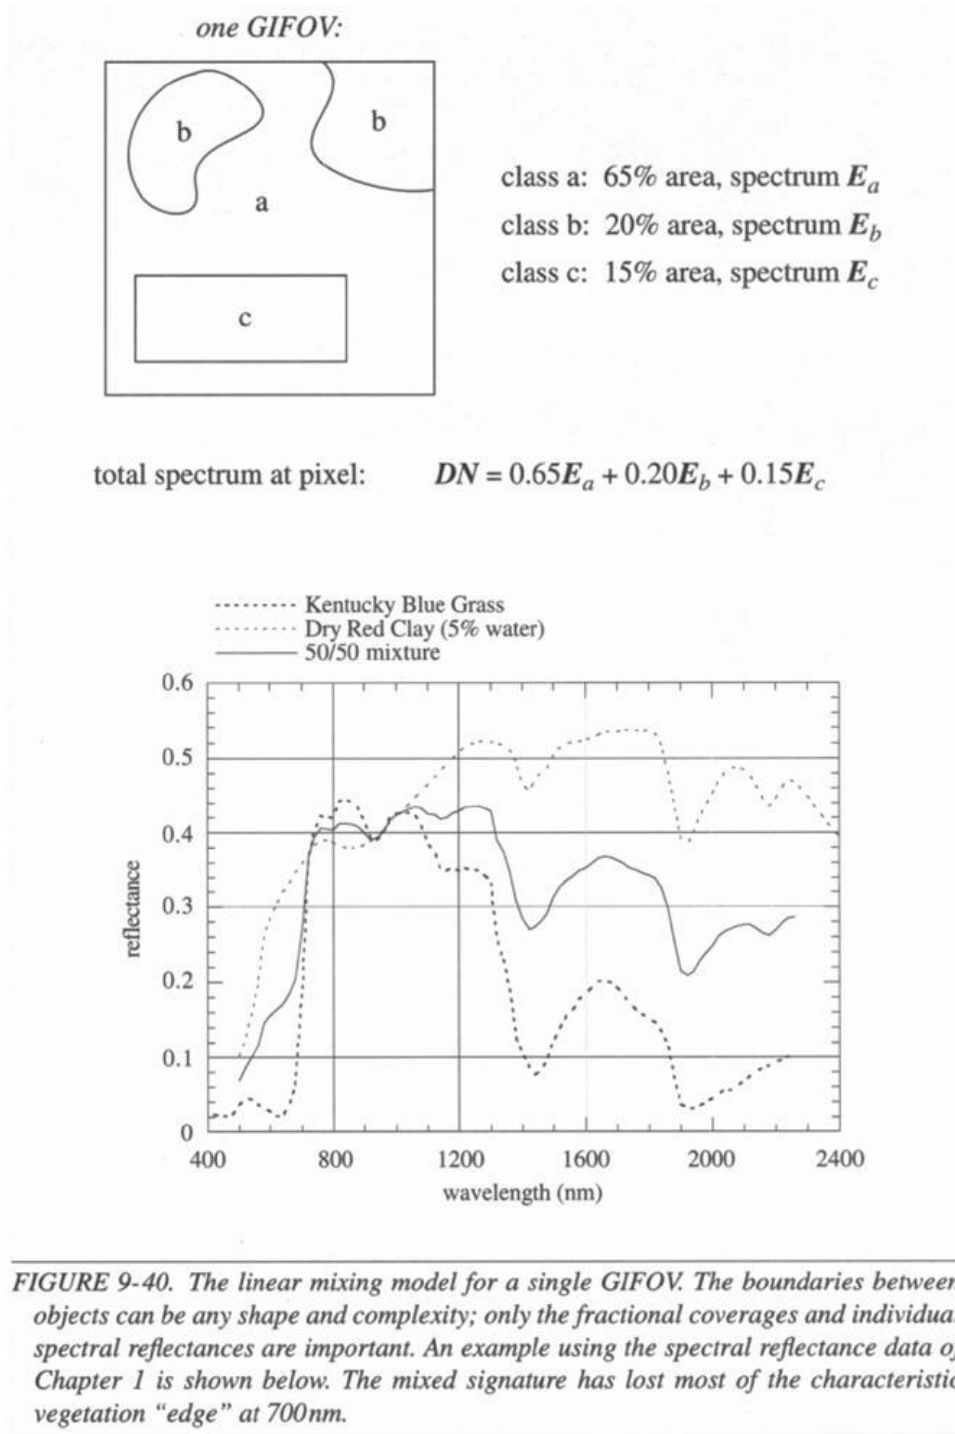 one GIFOV:
b
b
a
c
class a: 65% area, spectrum Ea
class b: 20% area, spectrum Eb
class c: 15% area, spectrum Ec
total spectrum at pixel: DN = 0.65Ea + 0.20Eb + 0.15Ec
Kentucky Blue Grass
Dry Red Clay (5% water)
50/50 mixture
0.6
0.5
0.4
0.3
0.2
0.1
0
reflectance
400 800 1200 1600 2000 2400
wavelength (nm)
FIGURE 9-40. The linear mixing model for a single GIFOV. The boundaries between
objects can be any shape and complexity; only the fractional coverages and individual
spectral reflectances are important. An example using the spectral reflectance data of
Chapter 1 is shown below. The mixed signature has lost most of the characteristic
vegetation “edge” at 700nm.